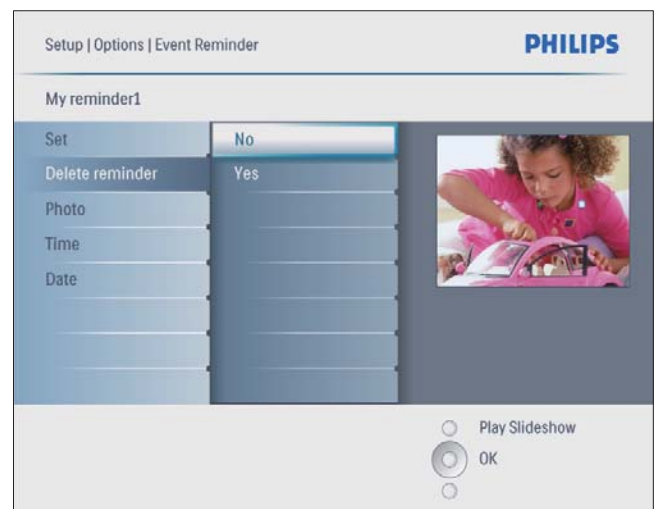 Setup | Options | Event Reminder
PHILIPS
My reminder1
Set
No
Delete reminder
Yes
Photo
Time
Date
Play Slideshow
OK